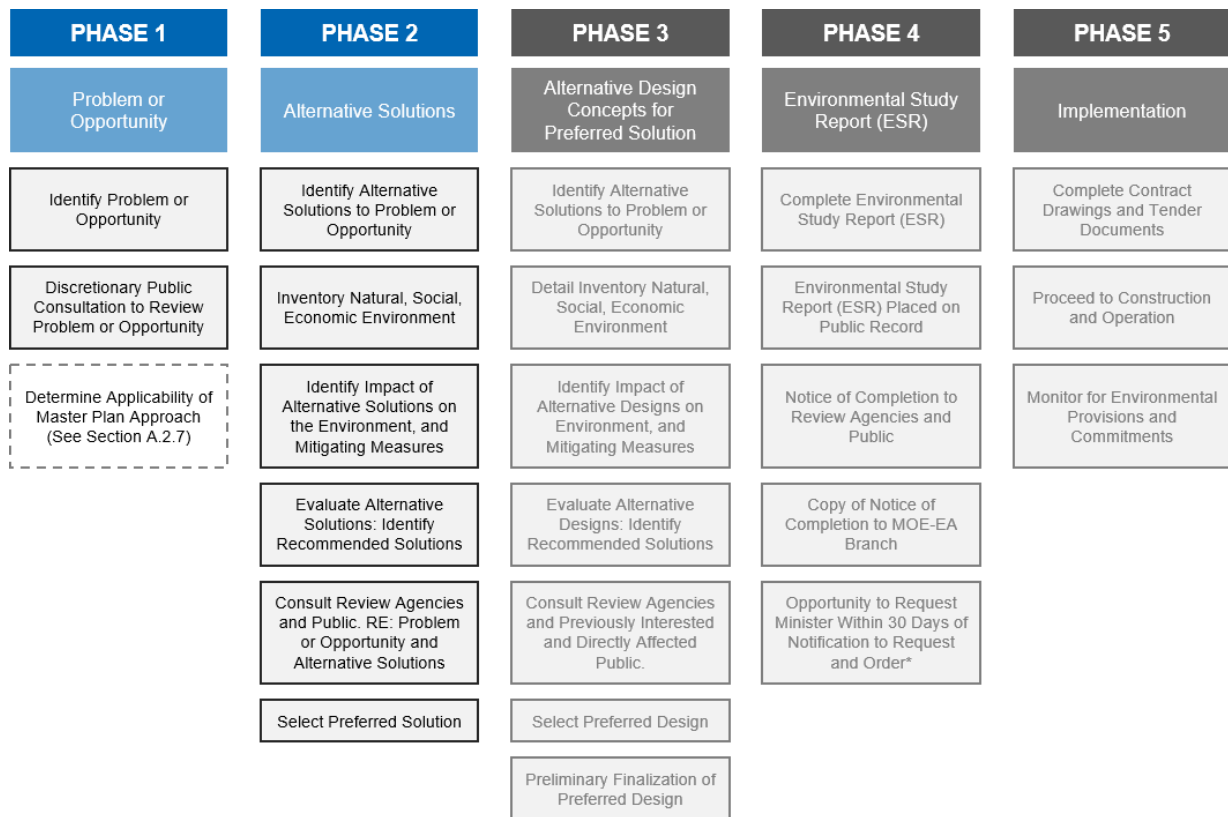 PHASE 1
Problem or
Opportunity
Identify Problem or
Opportunity
Discretionary Public
Consultation to Review
Problem or Opportunity
Determine Applicability of
Master Plan Approach
(See Section A.2.7)
PHASE 2
Alternative Solutions
Identify Alternative
Solutions to Problem or
Opportunity
Inventory Natural, Social,
Economic Environment
Identify Impact of
Alternative Solutions on
the Environment, and
Mitigating Measures
Evaluate Alternative
Solutions: Identify
Recommended Solutions
Consult Review Agencies
and Public. RE: Problem
or Opportunity and
Alternative Solutions
Select Preferred Solution
PHASE 3
Alternative Design
Concepts for
Preferred Solution
Identify Alternative
Solutions to Problem or
Opportunity
Detail Inventory Natural,
Social, Economic
Environment
Identify Impact of
Alternative Designs on
Environment, and
Mitigating Measures
Evaluate Alternative
Designs: Identify
Recommended Solutions
Consult Review Agencies
and Previously Interested
and Directly Affected
Public.
Select Preferred Design
Preliminary Finalization of
Preferred Design
PHASE 4
Environmental Study
Report (ESR)
Complete Environmental
Study Report (ESR)
Environmental Study
Report (ESR) Placed on
Public Record
Notice of Completion to
Review Agencies and
Public
Copy of Notice of
Completion to MOE-EA
Branch
Opportunity to Request
Minister Within 30 Days of
Notification to Request
and Order*
PHASE 5
Implementation
Complete Contract
Drawings and Tender
Documents
Proceed to Construction
and Operation
Monitor for Environmental
Provisions and
Commitments